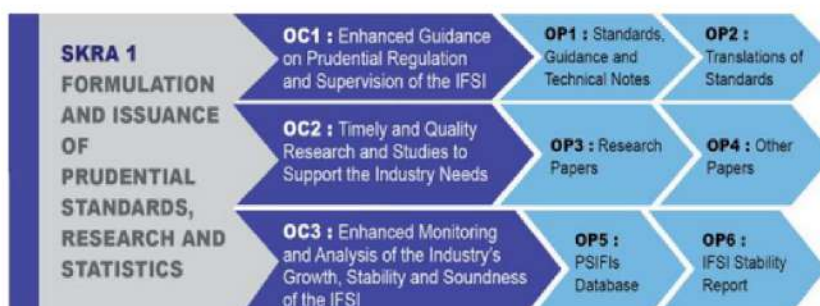 SKRA 1
FORMULATION
AND ISSUANCE
OF
PRUDENTIAL
STANDARDS,
RESEARCH AND
STATISTICS
OC1 : Enhanced Guidance
on Prudential Regulation
and Supervision of the IFSI
OP1 : Standards,
Guidance and
Technical Notes
OP2 :
Translations of
Standards
OC2 : Timely and Quality
Research and Studies to
Support the Industry Needs
OP3 : Research
Papers
OP4 : Other
Papers
OC3 : Enhanced Monitoring
and Analysis of the Industry's
Growth, Stability and Soundness
of the IFSI
OP5 :
PSIFIs
Database
OP6 :
IFSI Stability
Report